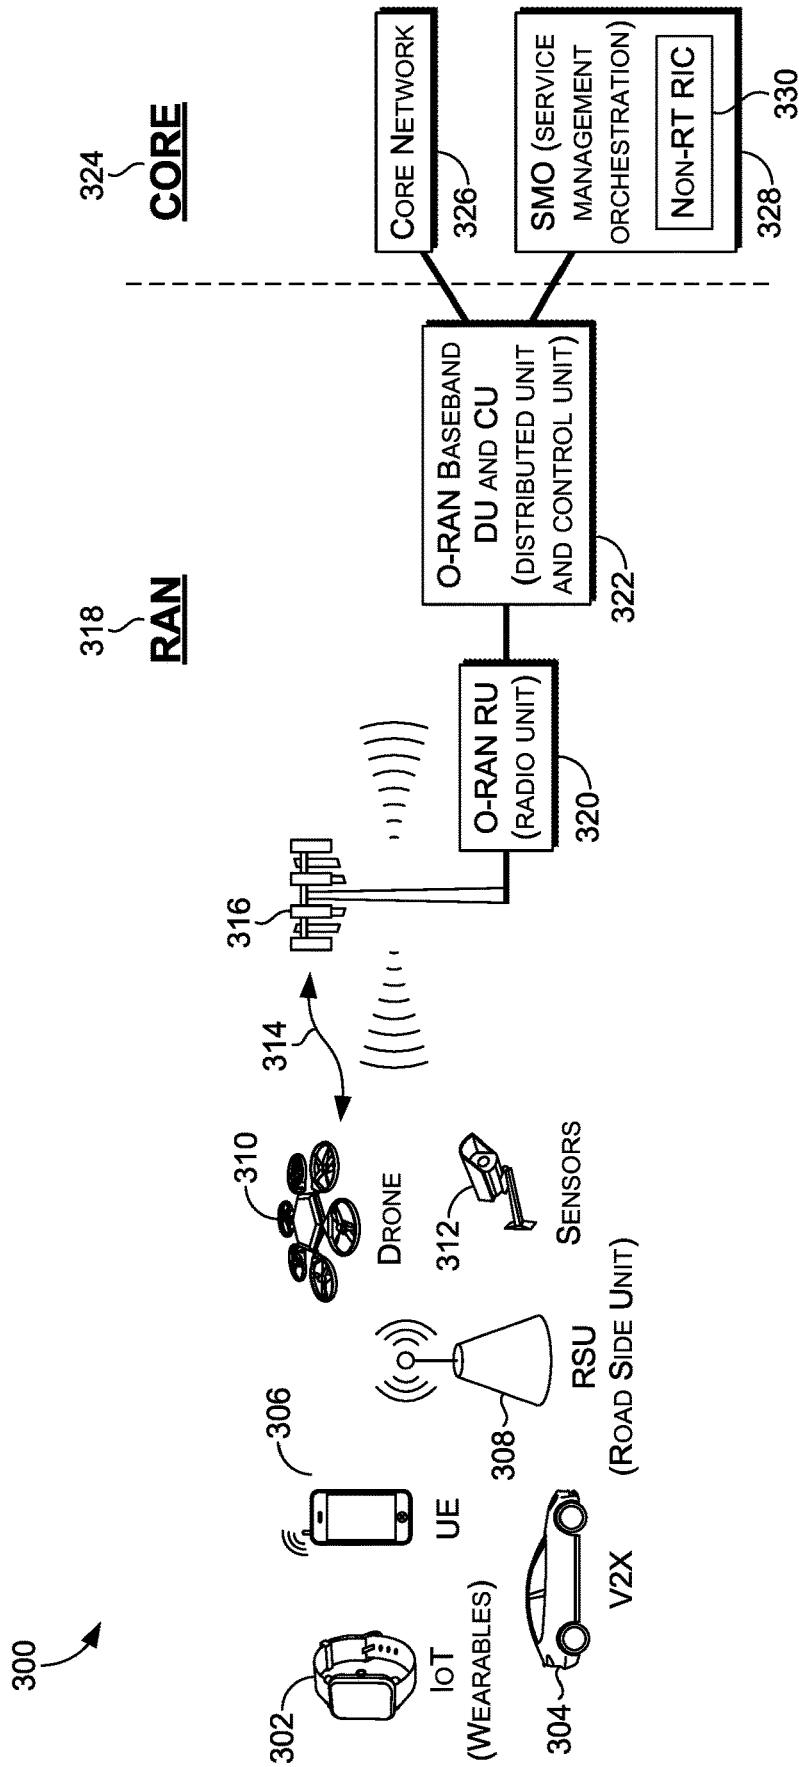 300
318
RAN
324
CORE
302
IoT
(WEARABLES)
306
UE
304
V2X
308
RSU
(ROAD SIDE UNIT)
310
DRONE
312
SENSORS
314
316
O-RAN RU
(RADIO UNIT)
320
O-RAN BASEBAND
DU AND CU
(DISTRIBUTED UNIT
AND CONTROL UNIT)
322
CORE NETWORK
326
SMO (SERVICE
MANAGEMENT
ORCHESTRATION)
NON-RT RIC
328
330